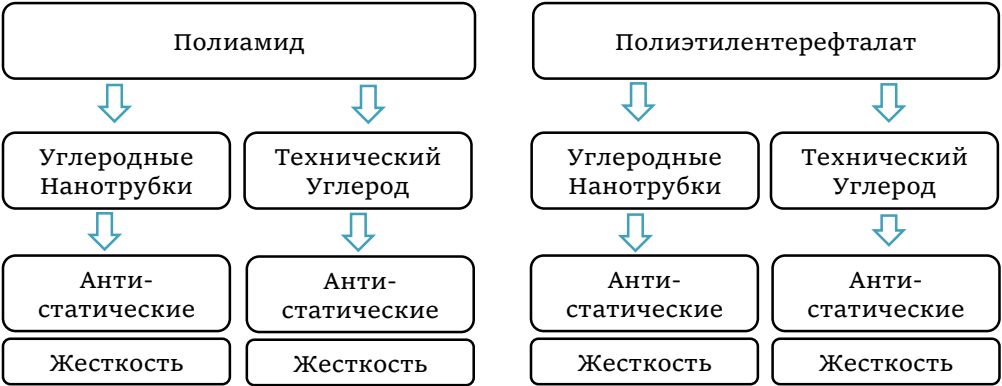 Полиамид
Полиэтилентерефталат
Углеродные
Нанотрубки
Технический
Углерод
Углеродные
Нанотрубки
Технический
Углерод
Анти-
статические
Анти-
статические
Анти-
статические
Анти-
статические
Жесткость
Жесткость
Жесткость
Жесткость